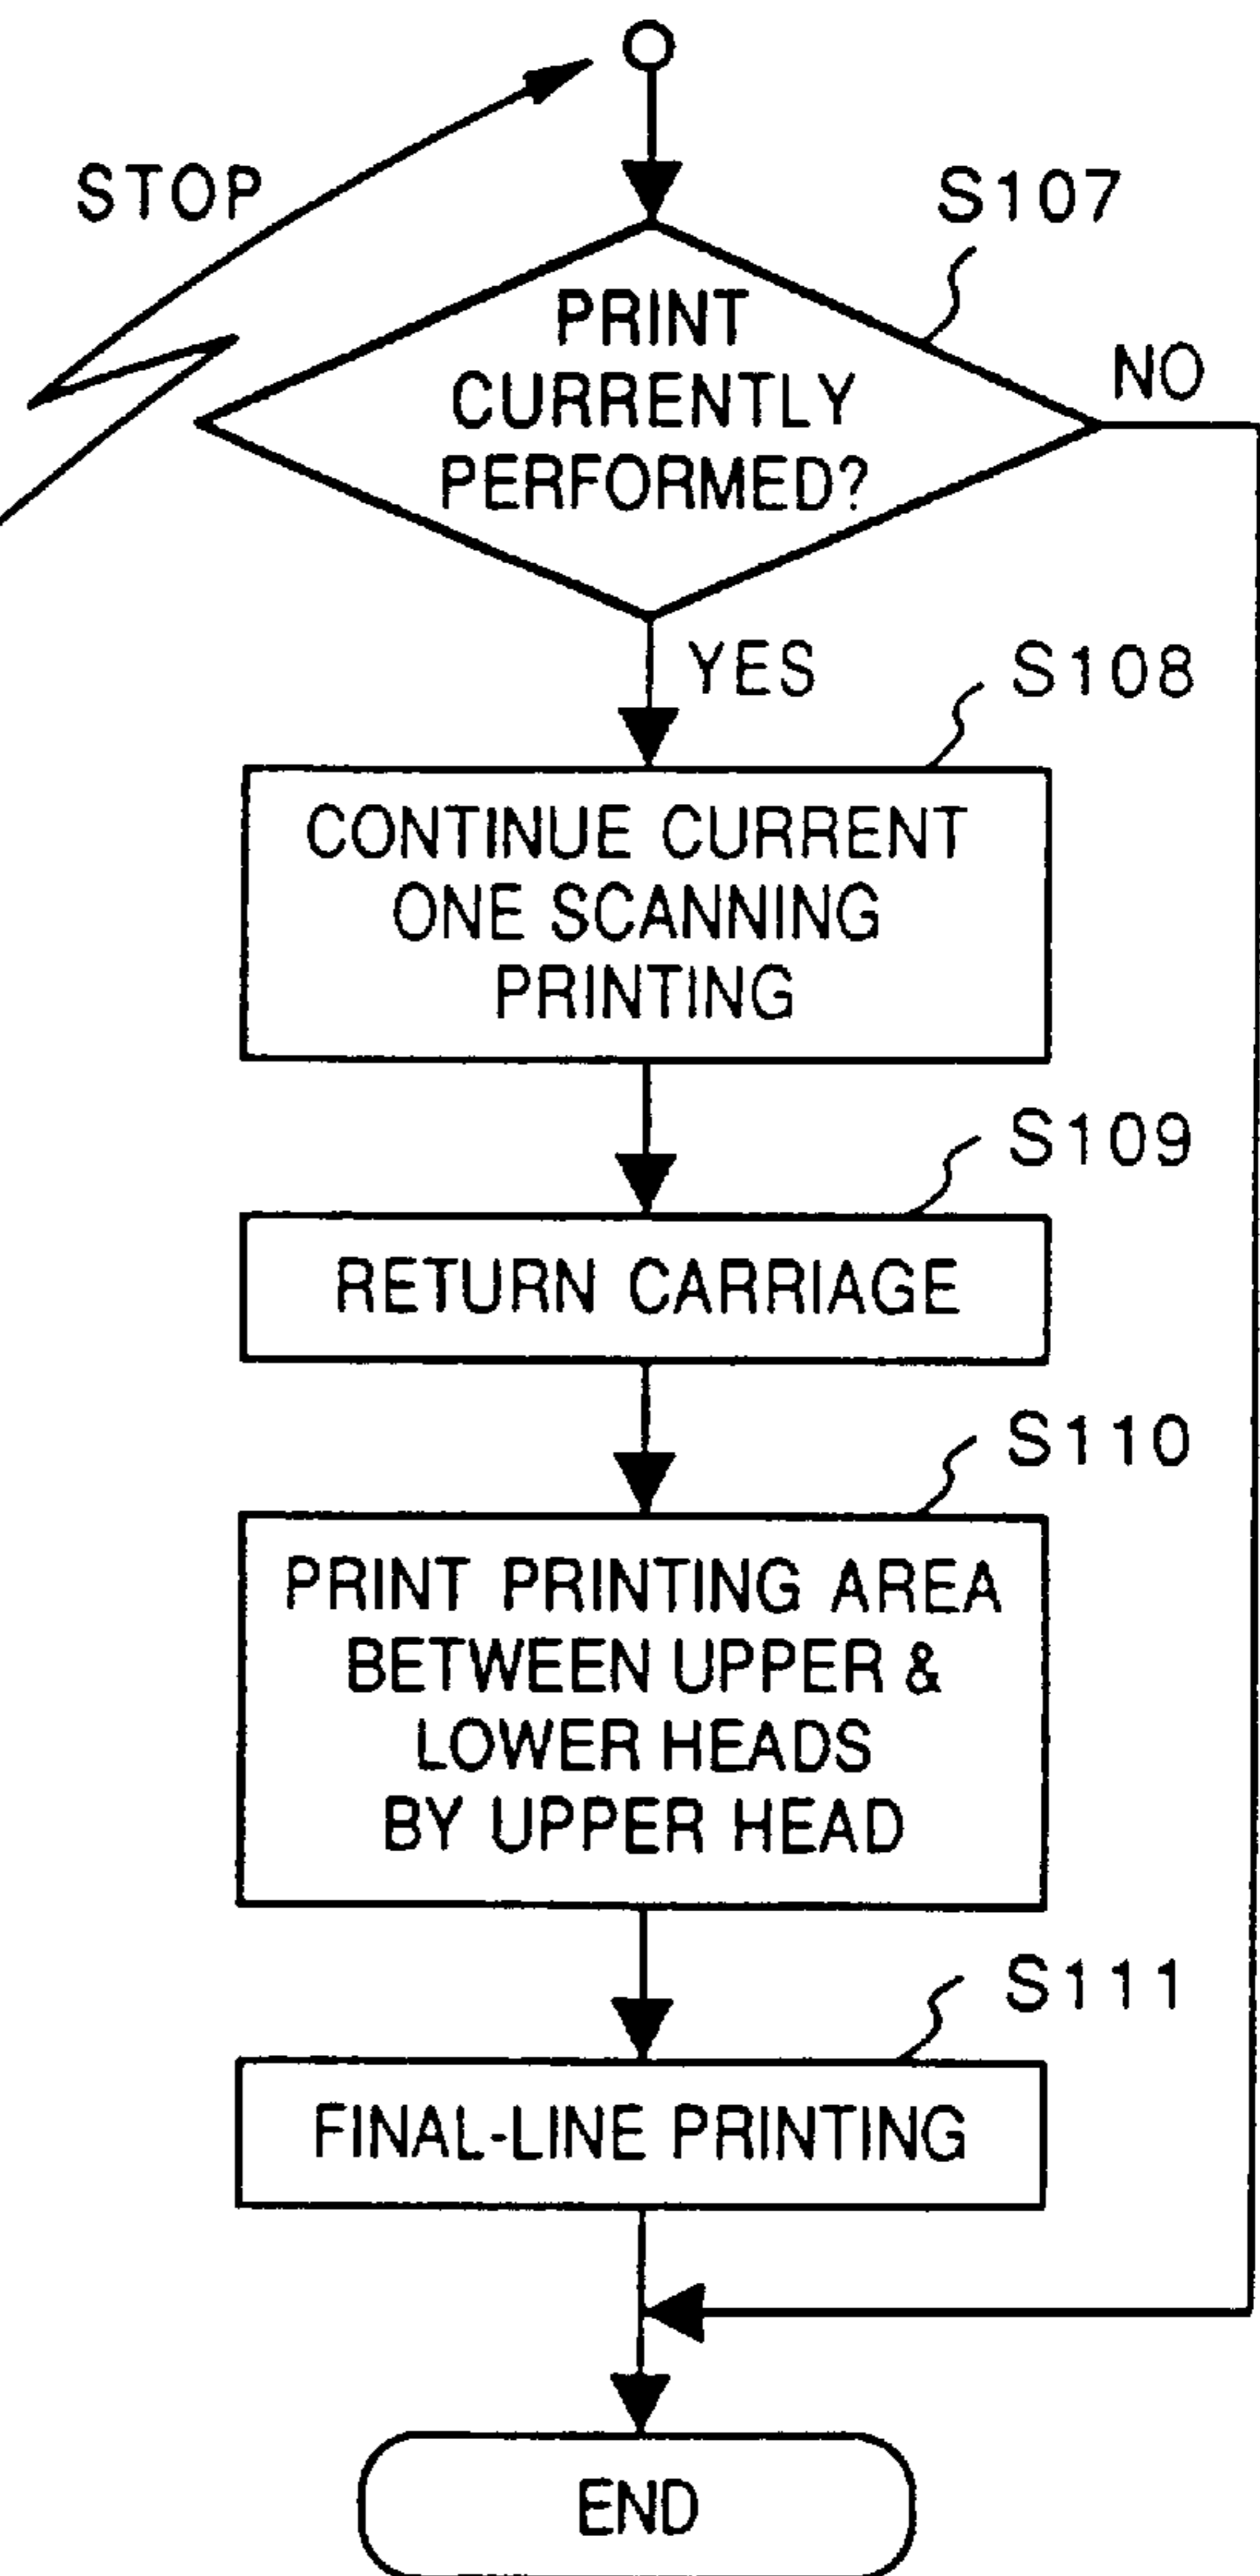 STOP
S107
PRINT
CURRENTLY
PERFORMED?
NO
YES
S108
CONTINUE CURRENT
ONE SCANNING
PRINTING
S109
RETURN CARRIAGE
S110
PRINT PRINTING AREA
BETWEEN UPPER &
LOWER HEADS
BY UPPER HEAD
S111
FINAL-LINE PRINTING
END